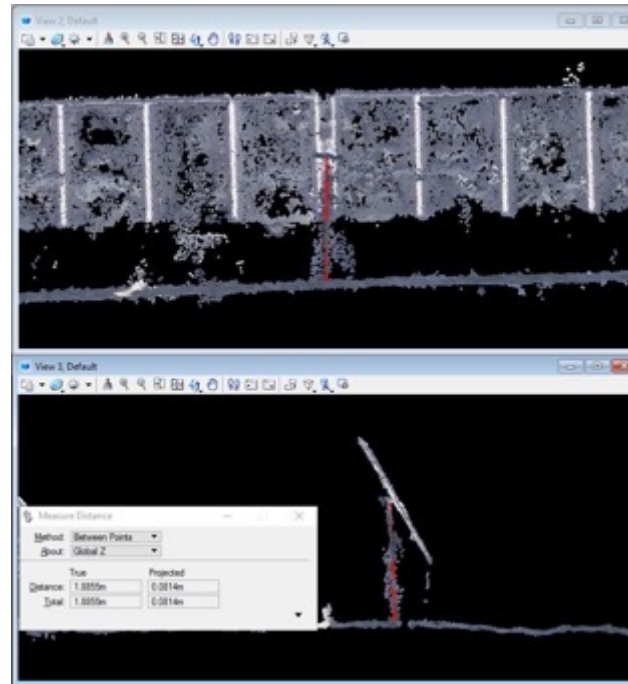 View 2, Default
View 3, Default
Measure Distance
Method: Between Points
About: Global Z
True Projected
Distance: 1.8855m 0.0814m
Total: 1.8855m 0.0814m